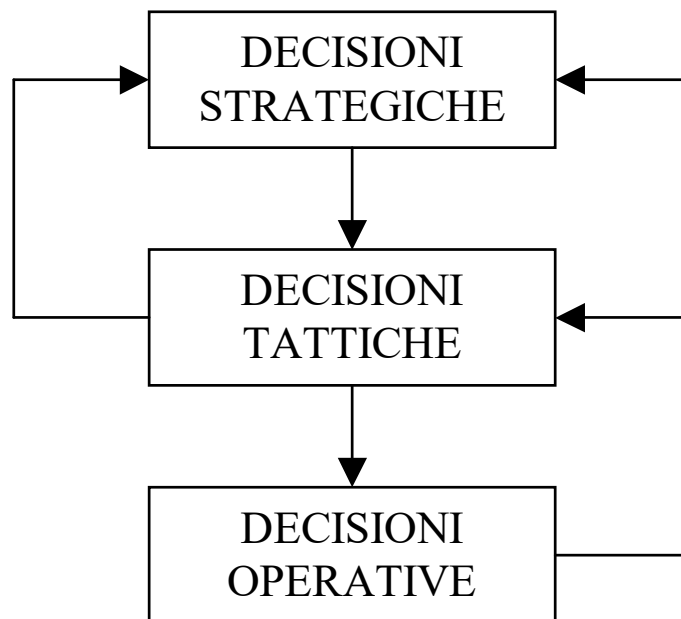 DECISIONI
STRATEGICHE
DECISIONI
TATTICHE
DECISIONI
OPERATIVE